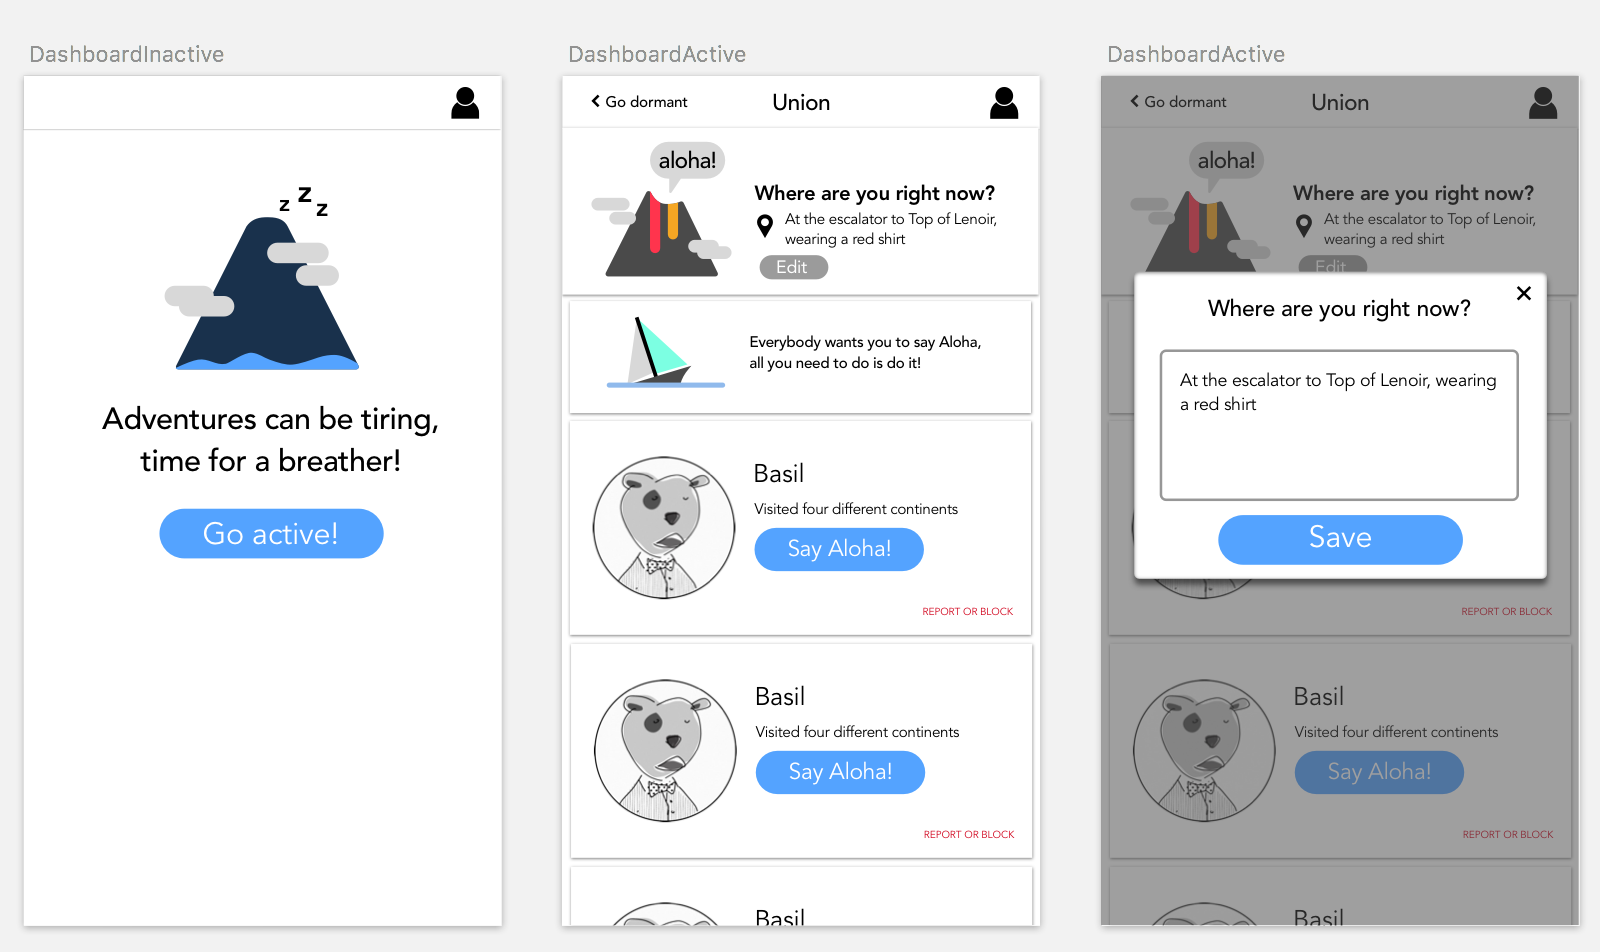 DashboardInactive
z z z
Adventures can be tiring,
time for a breather!
Go active!
DashboardActive
Go dormant
Union
aloha!
Where are you right now?
At the escalator to Top of Lenoir,
wearing a red shirt
Edit
Everybody wants you to say Aloha,
all you need to do is do it!
Basil
Visited four different continents
Say Aloha!
REPORT OR BLOCK
Basil
Visited four different continents
Say Aloha!
REPORT OR BLOCK
Basil
DashboardActive
Go dormant
Union
aloha!
Where are you right now?
At the escalator to Top of Lenoir,
wearing a red shirt
Edit
Where are you right now?
At the escalator to Top of Lenoir, wearing
a red shirt
Save
REPORT OR BLOCK
Basil
Visited four different continents
Say Aloha!
REPORT OR BLOCK
Basil